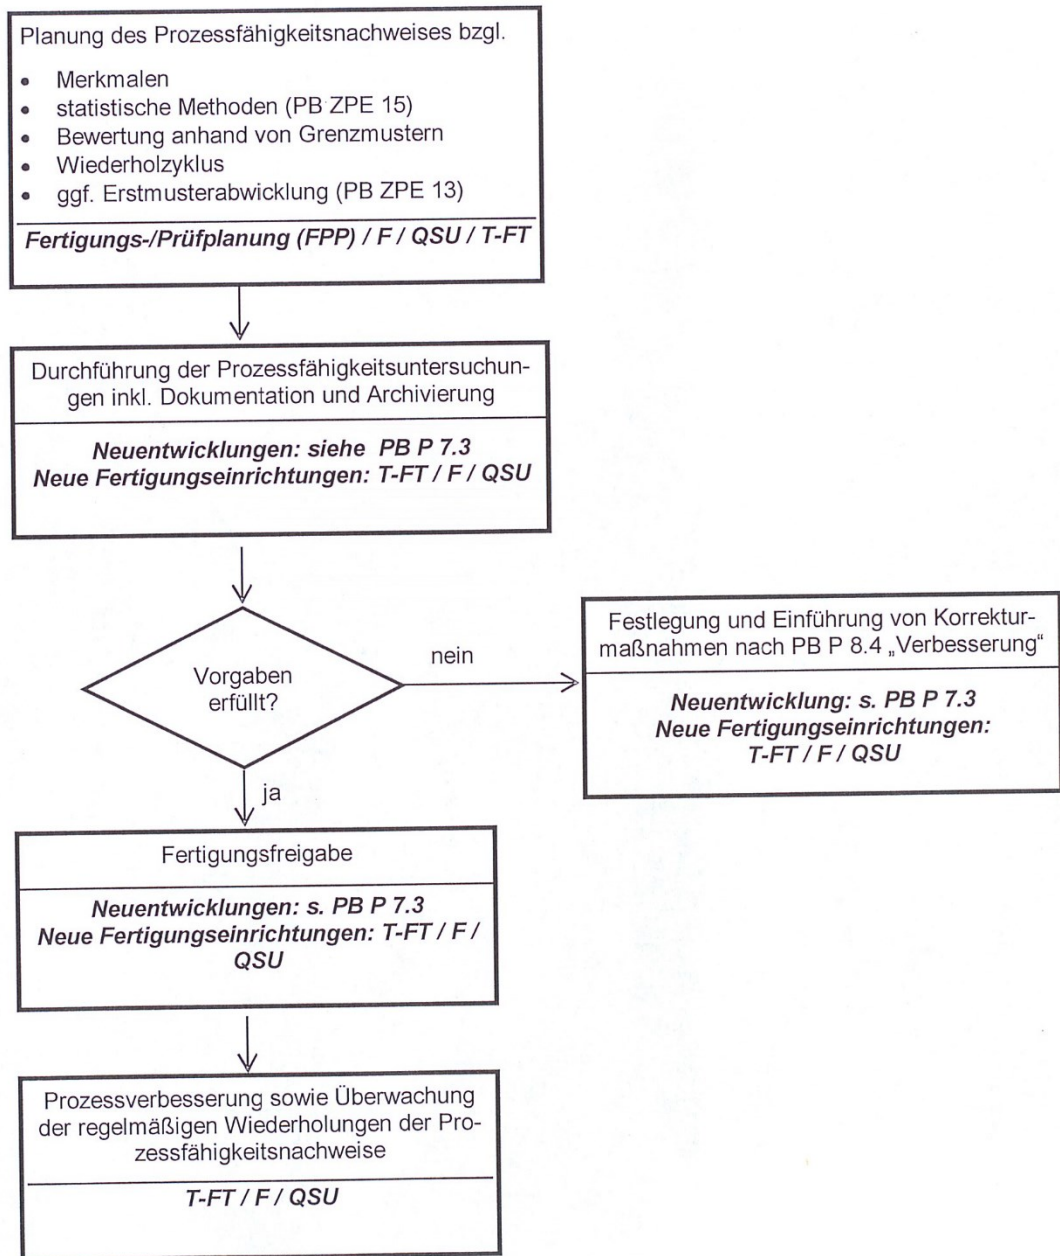 Planung des Prozessfähigkeitsnachweises bzgl.
• Merkmalen
• statistische Methoden (PB ZPE 15)
• Bewertung anhand von Grenzmustern
• Wiederholzyklus
• ggf. Erstmusterabwicklung (PB ZPE 13)
Fertigungs-/Prüfplanung (FPP) / F / QSU / T-FT
Durchführung der Prozessfähigkeitsuntersuchun-
gen inkl. Dokumentation und Archivierung
Neuentwicklungen: siehe PB P 7.3
Neue Fertigungseinrichtungen: T-FT / F / QSU
Vorgaben
erfüllt?
nein
Festlegung und Einführung von Korrektur-
maßnahmen nach PB P 8.4 „Verbesserung“
Neuentwicklung: s. PB P 7.3
Neue Fertigungseinrichtungen:
T-FT / F / QSU
ja
Fertigungsfreigabe
Neuentwicklungen: s. PB P 7.3
Neue Fertigungseinrichtungen: T-FT / F /
QSU
Prozessverbesserung sowie Überwachung
der regelmäßigen Wiederholungen der Pro-
zessfähigkeitsnachweise
T-FT / F / QSU